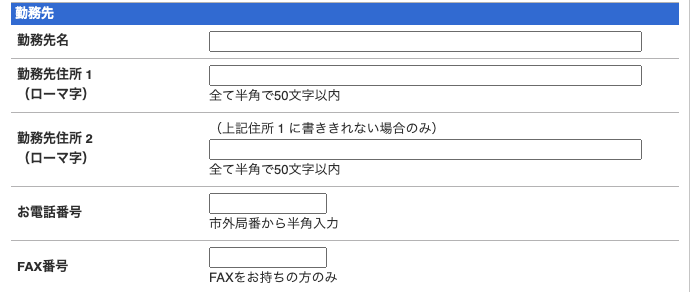 勤務先
勤務先名
勤務先住所 1
（ローマ字）
全て半角で50文字以内
勤務先住所 2
（ローマ字）
（上記住所 1 に書ききれない場合のみ）
全て半角で50文字以内
お電話番号
市外局番から半角入力
FAX番号
FAXをお持ちの方のみ